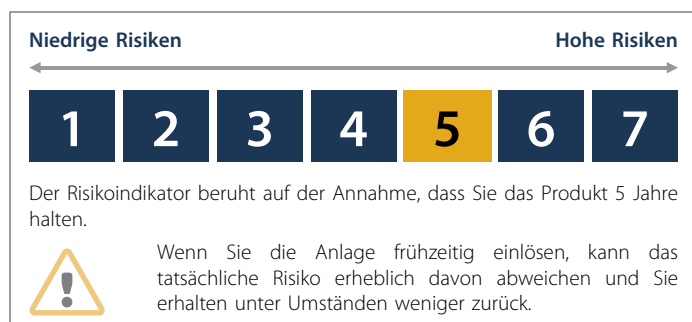 Niedrige Risiken Hohe Risiken
1 2 3 4 5 6 7
Der Risikoindikator beruht auf der Annahme, dass Sie das Produkt 5 Jahre
halten.
Wenn Sie die Anlage frühzeitig einlösen, kann das
tatsächliche Risiko erheblich davon abweichen und Sie
erhalten unter Umständen weniger zurück.